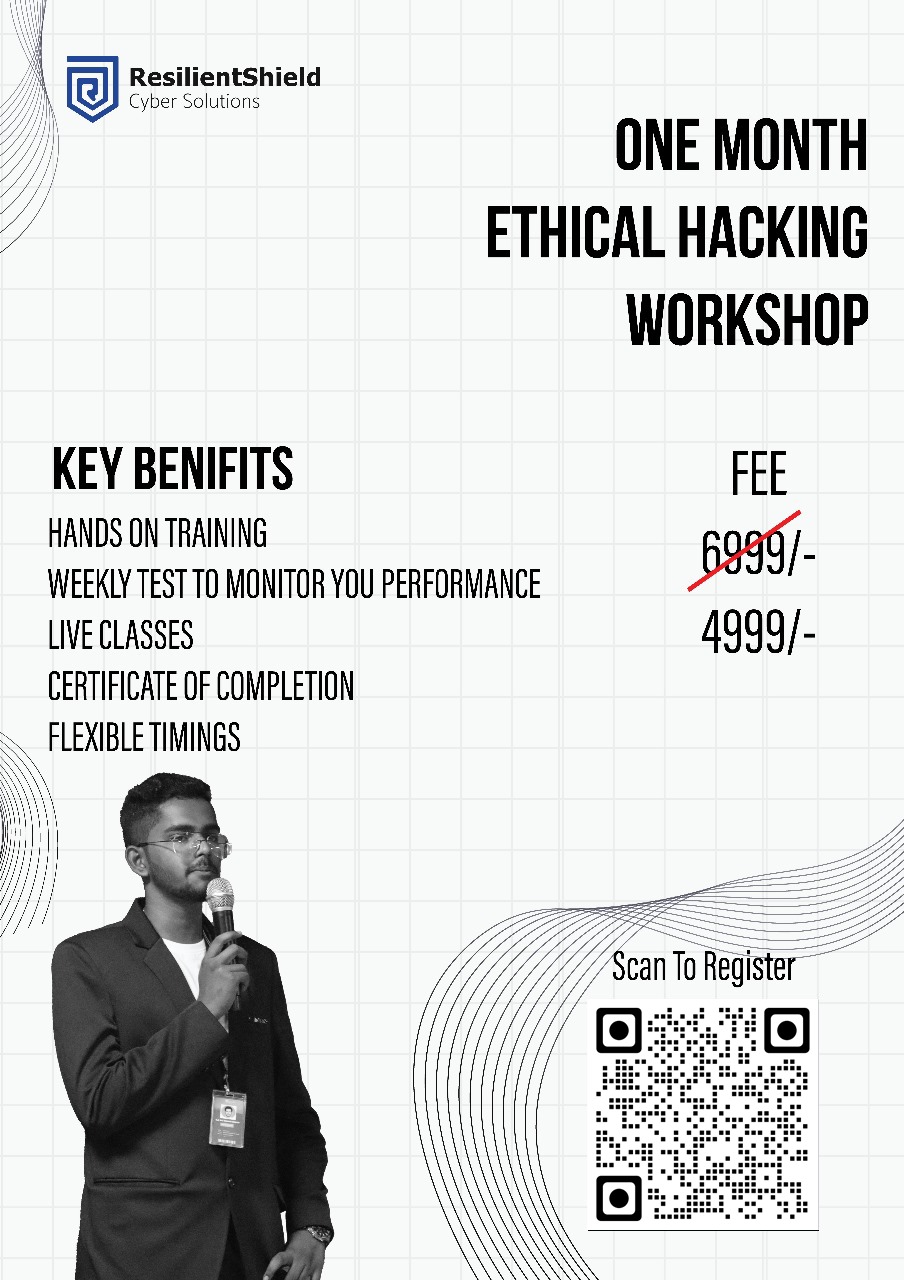 ResilientShield
Cyber Solutions
ONE MONTH
ETHICAL HACKING
WORKSHOP
KEY BENIFITS
HANDS ON TRAINING
WEEKLY TEST TO MONITOR YOU PERFORMANCE
LIVE CLASSES
CERTIFICATE OF COMPLETION
FLEXIBLE TIMINGS
FEE
6999/-
4999/-
Scan To Register